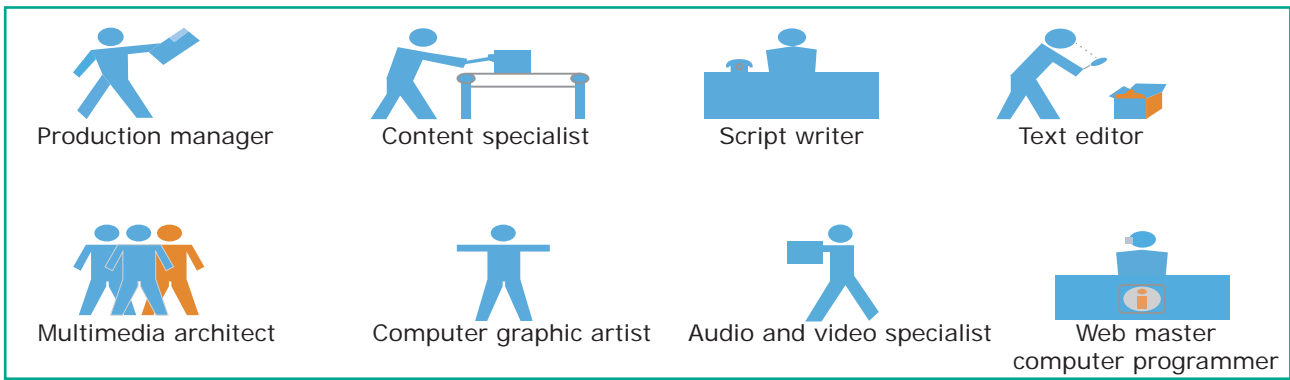 Production manager
Content specialist
Script writer
Text editor
Multimedia architect
Computer graphic artist
Audio and video specialist
Web master
computer programmer